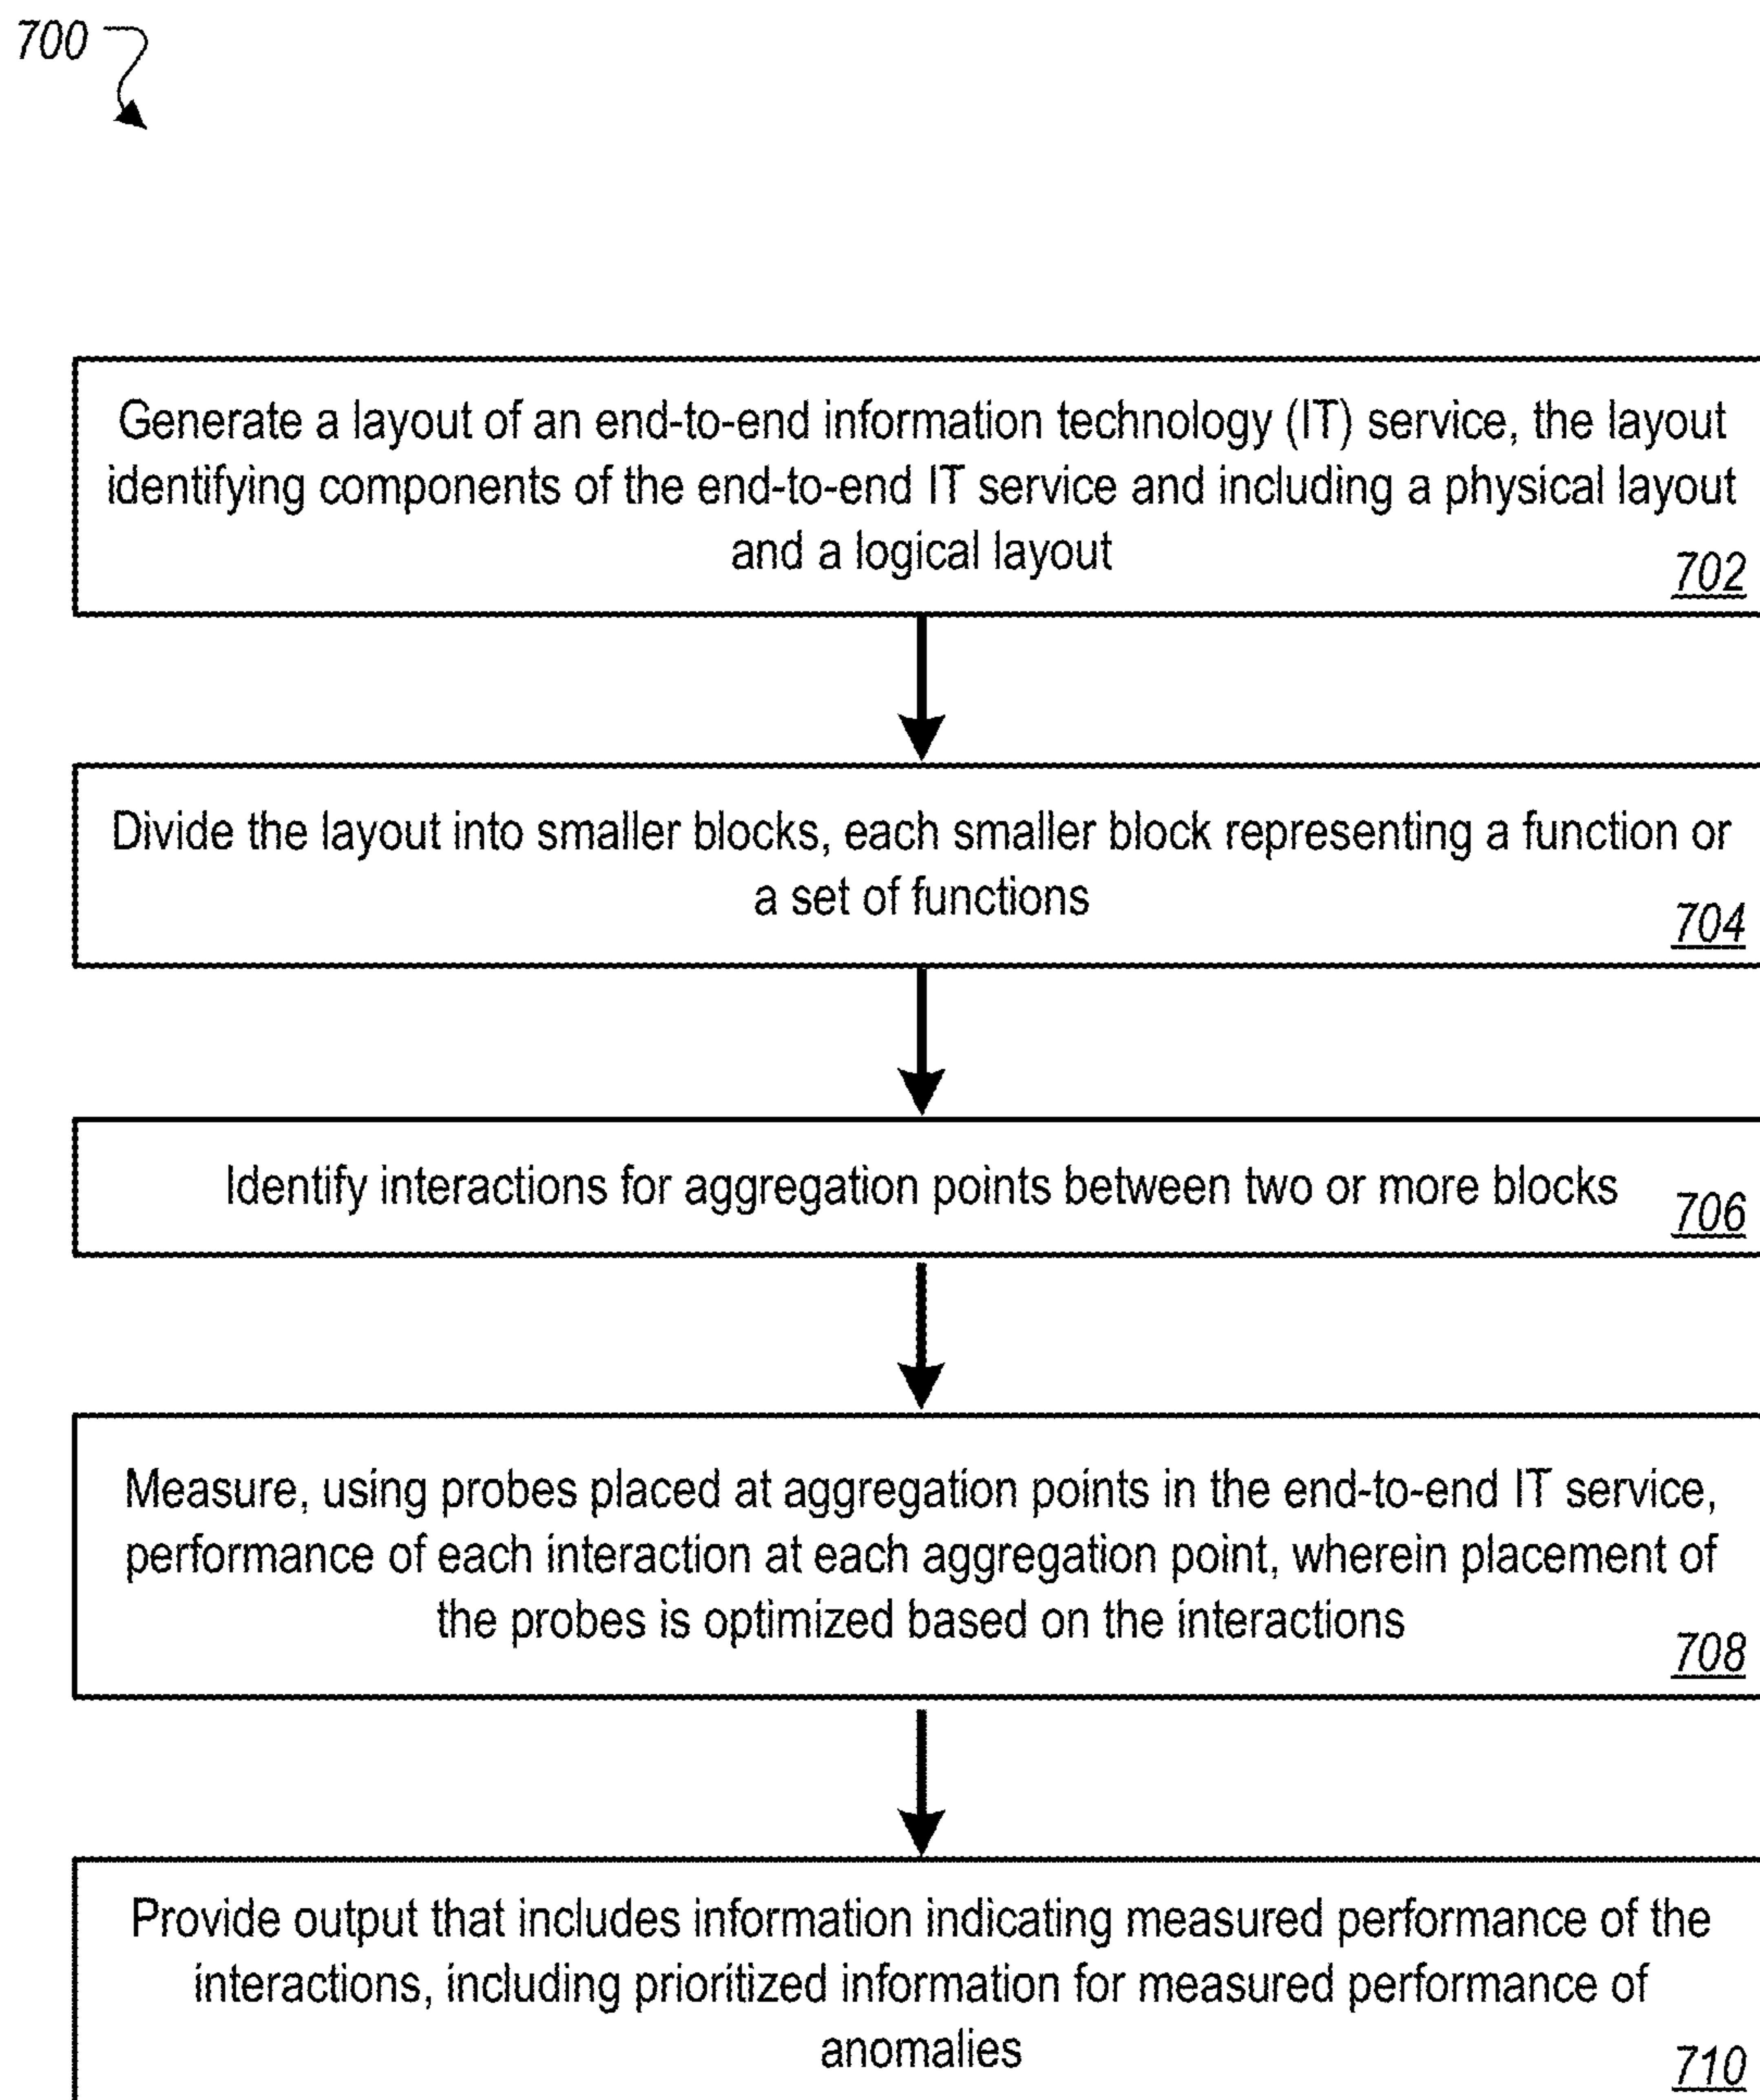 700
Generate a layout of an end-to-end information technology (IT) service, the layout
identifying components of the end-to-end IT service and including a physical layout
and a logical layout
702
Divide the layout into smaller blocks, each smaller block representing a function or
a set of functions
704
Identify interactions for aggregation points between two or more blocks
706
Measure, using probes placed at aggregation points in the end-to-end IT service,
performance of each interaction at each aggregation point, wherein placement of
the probes is optimized based on the interactions
708
Provide output that includes information indicating measured performance of the
interactions, including prioritized information for measured performance of
anomalies
710